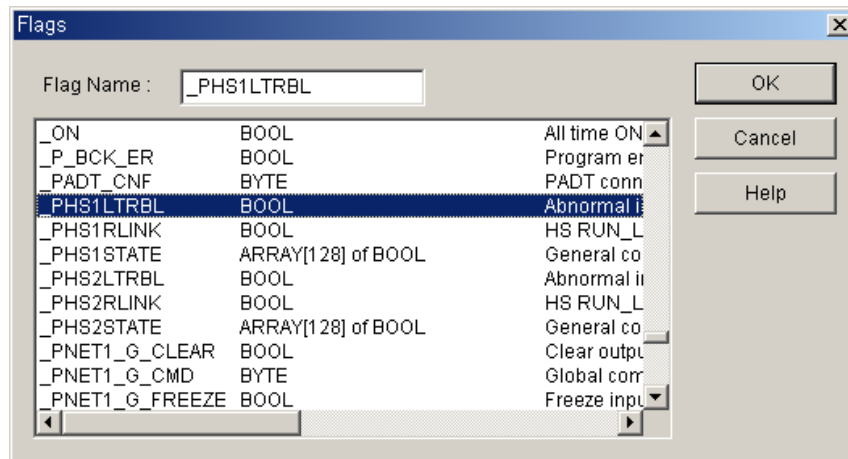 Flags
Flag Name : _PHS1LTRBL
OK
Cancel
Help
_ON BOOL All time ON
_P_BCK_ER BOOL Program er
_PADT_CNF BYTE PADT conn
_PHS1LTRBL BOOL Abnormal i
_PHS1RLINK BOOL HS RUN_L
_PHS1STATE ARRAY[128] of BOOL General co
_PHS2LTRBL BOOL Abnormal i
_PHS2RLINK BOOL HS RUN_L
_PHS2STATE ARRAY[128] of BOOL General co
_PNET1_G_CLEAR BOOL Clear outpu
_PNET1_G_CMD BYTE Global com
_PNET1_G_FREEZE BOOL Freeze inpu